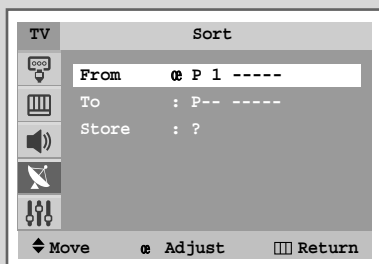 TV Sort
From œ P 1 -----
To : P-- -----
Store : ?
Move œ Adjust Return